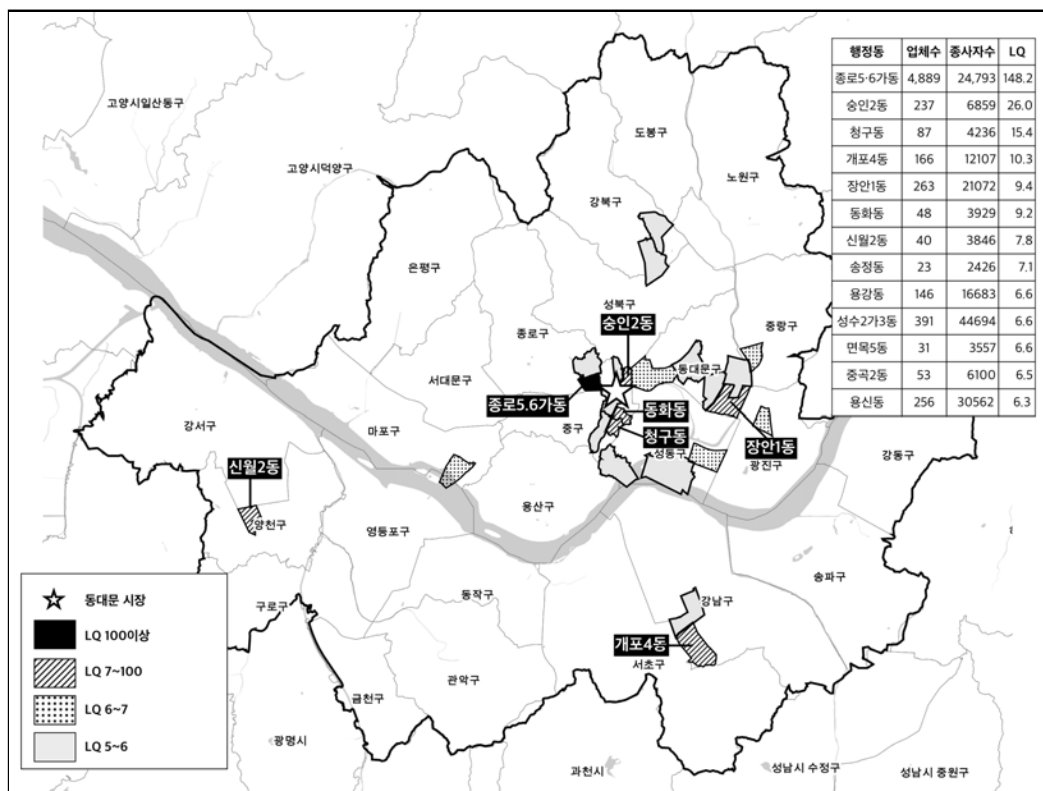 행정동 업체수 종사자수 LQ
종로5·6가동 4,889 24,793 148.2
숭인2동 237 6859 26.0
청구동 87 4236 15.4
개포4동 166 12107 10.3
장안1동 263 21072 9.4
동화동 48 3929 9.2
신월2동 40 3846 7.8
송정동 23 2426 7.1
용강동 146 16683 6.6
성수2가3동 391 44694 6.6
면목5동 31 3557 6.6
중곡2동 53 6100 6.5
용신동 256 30562 6.3
고양시일산동구
고양시덕양구
도봉구
노원구
강북구
은평구
성북구
숭인2동
종로구
중랑구
서대문구
동대문구
종로5.6가동
동화동
중구
청구동
마포구
강서구
성동구
장안1동
광진구
강동구
신월2동
양천구
용산구
영등포구
송파구
동작구
구로구
강남구
개포4동
서초구
관악구
금천구
광명시
과천시
성남시 수정구
성남시 중원구
동대문 시장
LQ 100이상
LQ 7~100
LQ 6~7
LQ 5~6